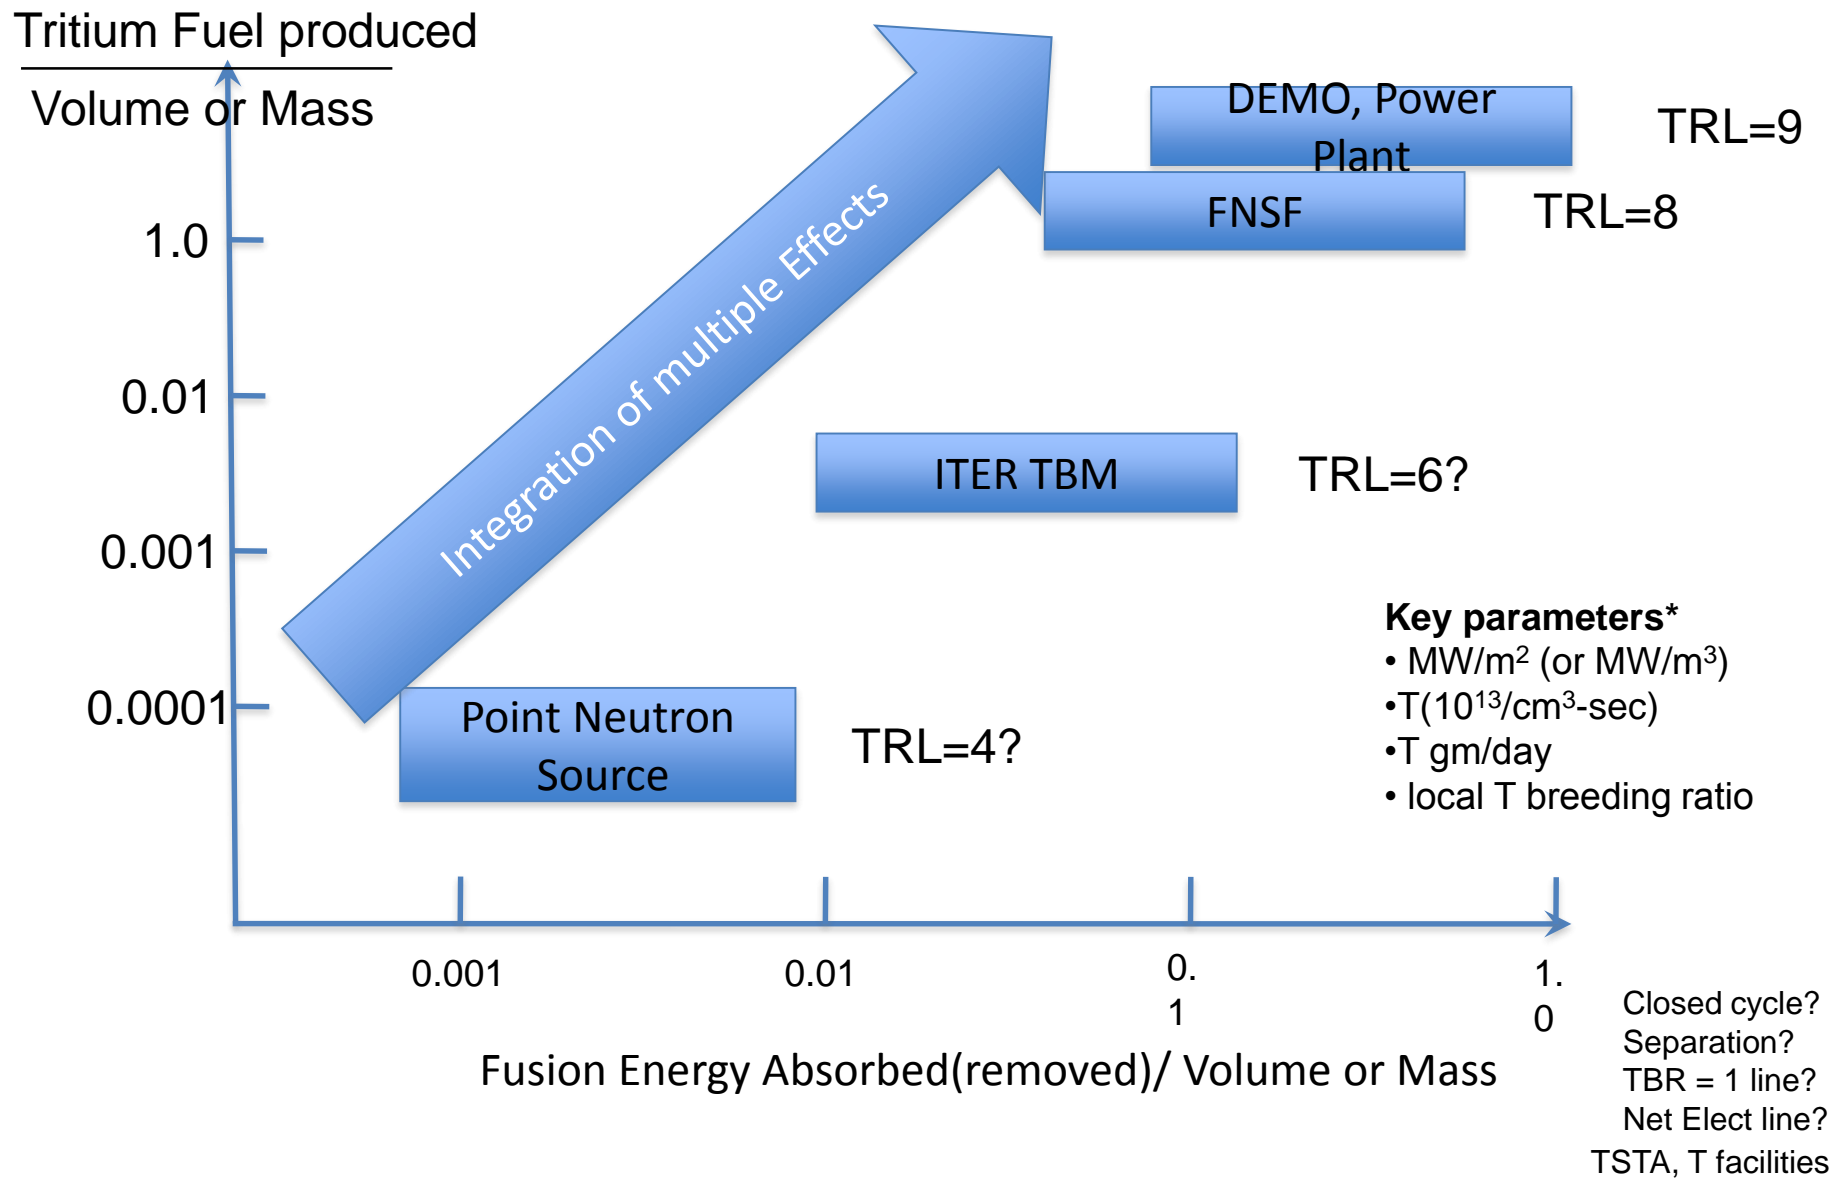 Tritium Fuel produced
Volume or Mass
DEMO, Power
Plant
TRL=9
FNSF
TRL=8
1.0
Integration of multiple Effects
0.01
ITER TBM
TRL=6?
0.001
Key parameters*
• MW/m² (or MW/m³)
•T(10¹³/cm³-sec)
•T gm/day
• local T breeding ratio
0.0001
Point Neutron
Source
TRL=4?
0.001
0.01
0.
1
1.
0
Fusion Energy Absorbed(removed)/ Volume or Mass
Closed cycle?
Separation?
TBR = 1 line?
Net Elect line?
TSTA, T facilities